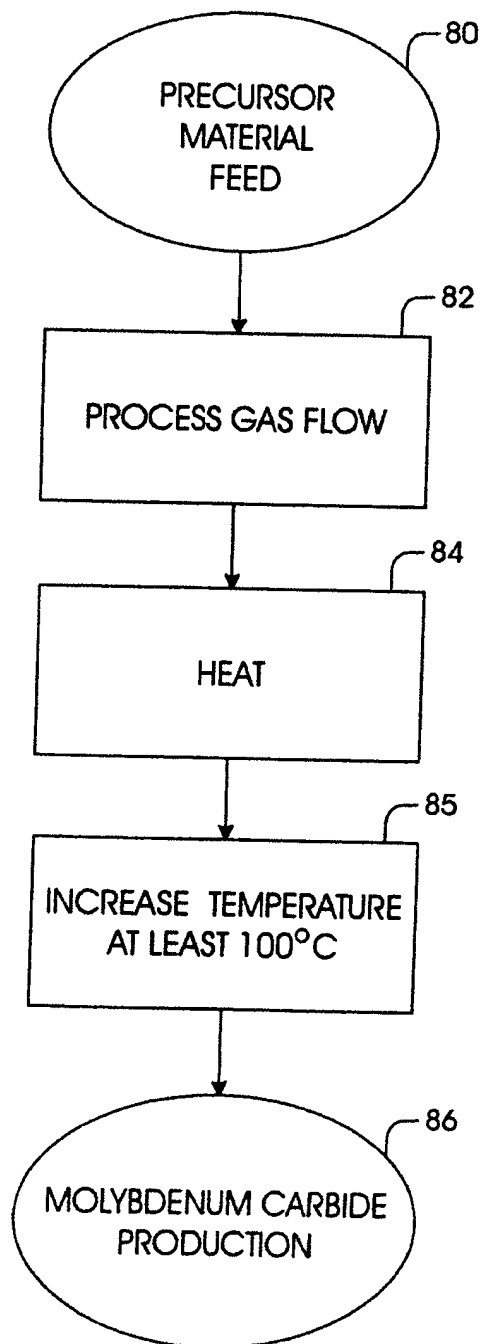 80
PRECURSOR
MATERIAL
FEED
82
PROCESS GAS FLOW
84
HEAT
85
INCREASE TEMPERATURE
AT LEAST 100°C
86
MOLYBDENUM CARBIDE
PRODUCTION